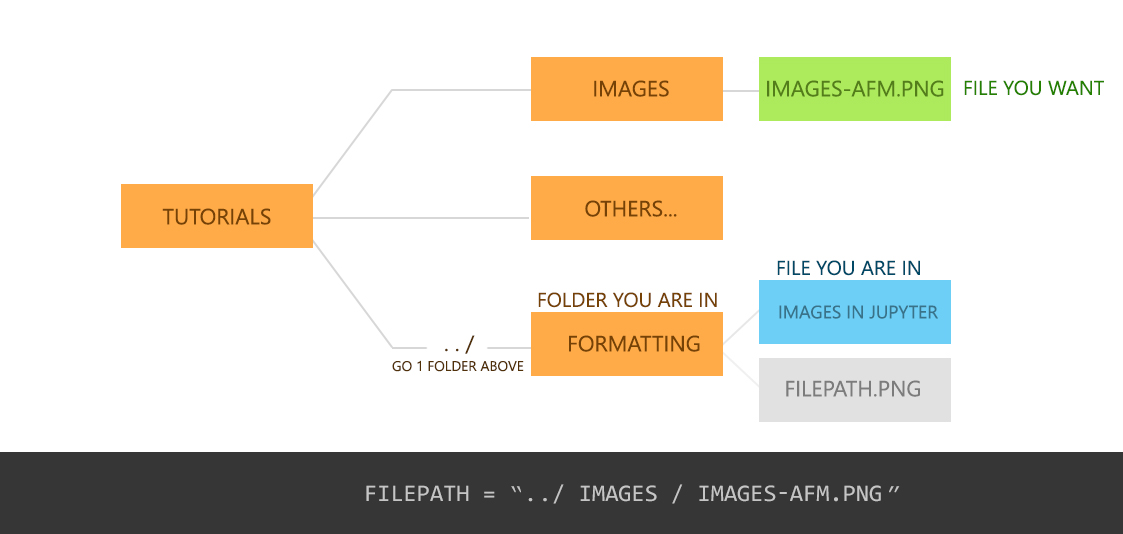 IMAGES
IMAGES-AFM.PNG
FILE YOU WANT
TUTORIALS
OTHERS...
FILE YOU ARE IN
FOLDER YOU ARE IN
IMAGES IN JUPYTER
../
FORMATTING
GO 1 FOLDER ABOVE
FILEPATH.PNG
FILEPATH = “../ IMAGES / IMAGES-AFM.PNG”